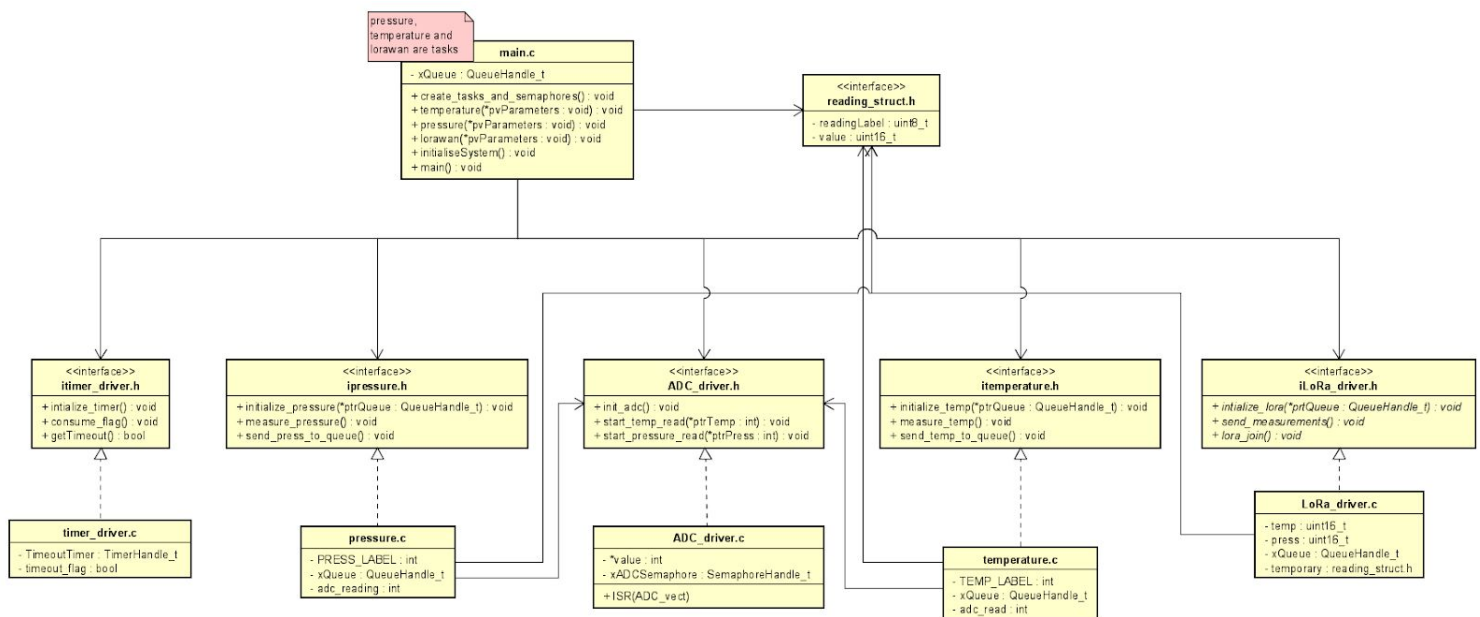 pressure,
temperature and
lorawan are tasks
main.c
- xQueue : QueueHandle_t
+ create_tasks_and_semaphores() : void
+ temperature(*pvParameters : void) : void
+ pressure(*pvParameters : void) : void
+ lorawan(*pvParameters : void) : void
+ initialiseSystem() : void
+ main() : void
<<interface>>
reading_struct.h
- readingLabel : uint8_t
- value : uint16_t
<<interface>>
itimer_driver.h
+ intialize_timer() : void
+ consume_flag() : void
+ getTimeout() : bool
<<interface>>
ipressure.h
+ initialize_pressure(*ptrQueue : QueueHandle_t) : void
+ measure_pressure() : void
+ send_press_to_queue() : void
<<interface>>
ADC_driver.h
+ init_adc() : void
+ start_temp_read(*ptrTemp : int) : void
+ start_pressure_read(*ptrPress : int) : void
<<interface>>
itemperature.h
+ initialize_temp(*ptrQueue : QueueHandle_t) : void
+ measure_temp() : void
+ send_temp_to_queue() : void
<<interface>>
iLoRa_driver.h
+ intialize_lora(*prtQueue : QueueHandle_t) : void
+ send_measurements() : void
+ lora_join() : void
timer_driver.c
- TimeoutTimer : TimerHandle_t
- timeout_flag : bool
pressure.c
- PRESS_LABEL : int
- xQueue : QueueHandle_t
- adc_reading : int
ADC_driver.c
- *value : int
- xADCSemaphore : SemaphoreHandle_t
+ ISR(ADC_vect)
temperature.c
- TEMP_LABEL : int
- xQueue : QueueHandle_t
- adc_read : int
LoRa_driver.c
- temp : uint16_t
- press : uint16_t
- xQueue : QueueHandle_t
- temporary : reading_struct.h